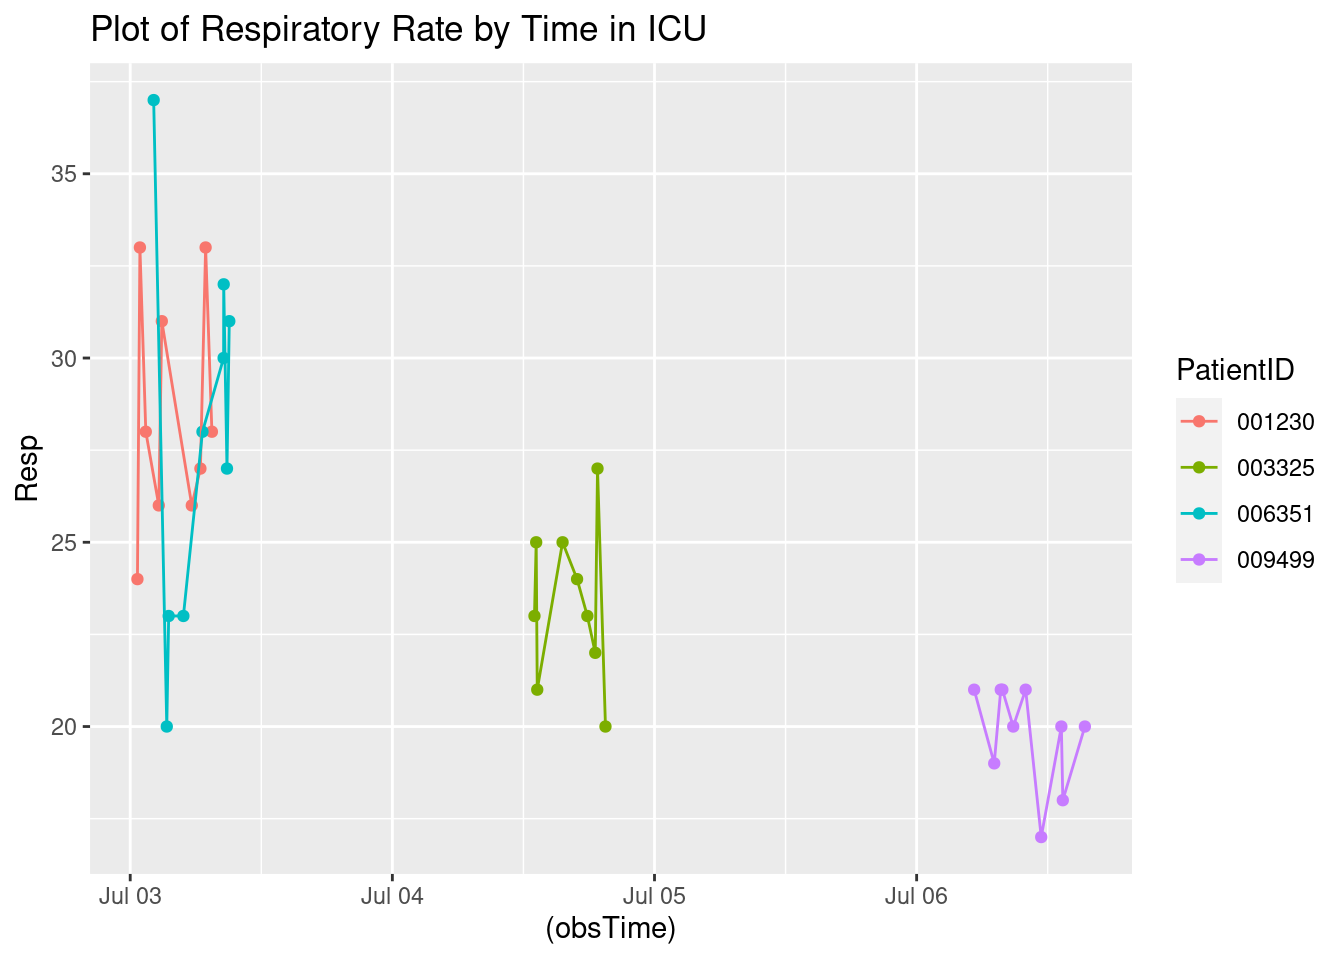 Plot of Respiratory Rate by Time in ICU
35
30
25
20
Resp
Jul 03
Jul 04
Jul 05
Jul 06
(obsTime)
PatientID
001230
003325
006351
009499